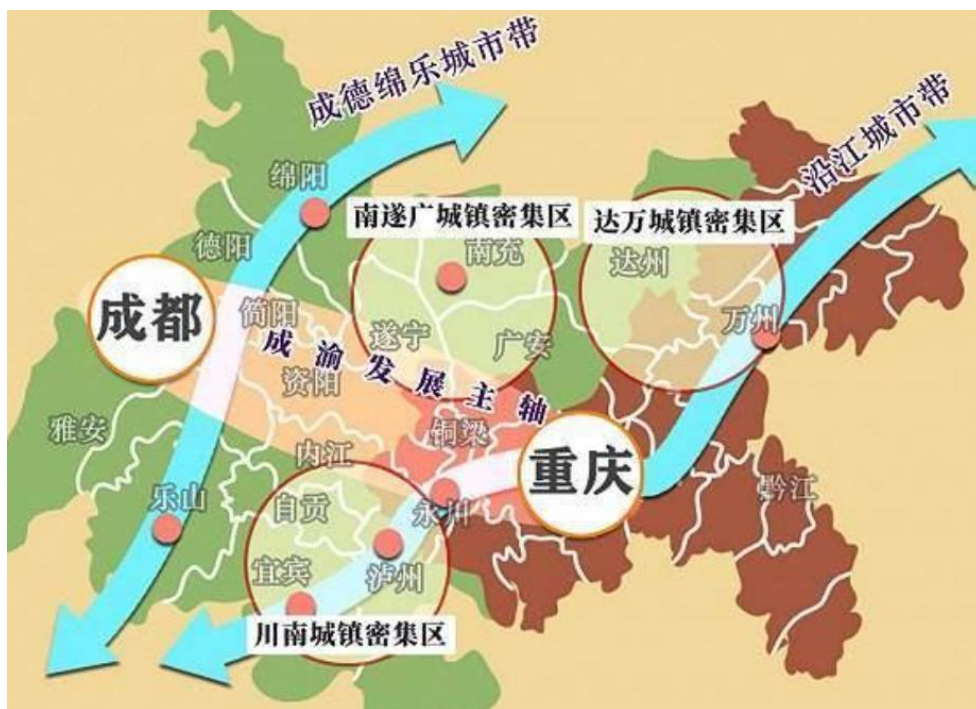 成德绵乐城市带
沿江城市带
绵阳
南遂广城镇密集区
达万城镇密集区
德阳
南充
达州
成都
简阳
万州
遂宁
广安
成渝发展主轴
资阳
雅安
铜梁
内江
重庆
乐山
自贡
永川
黔江
宜宾
泸州
川南城镇密集区